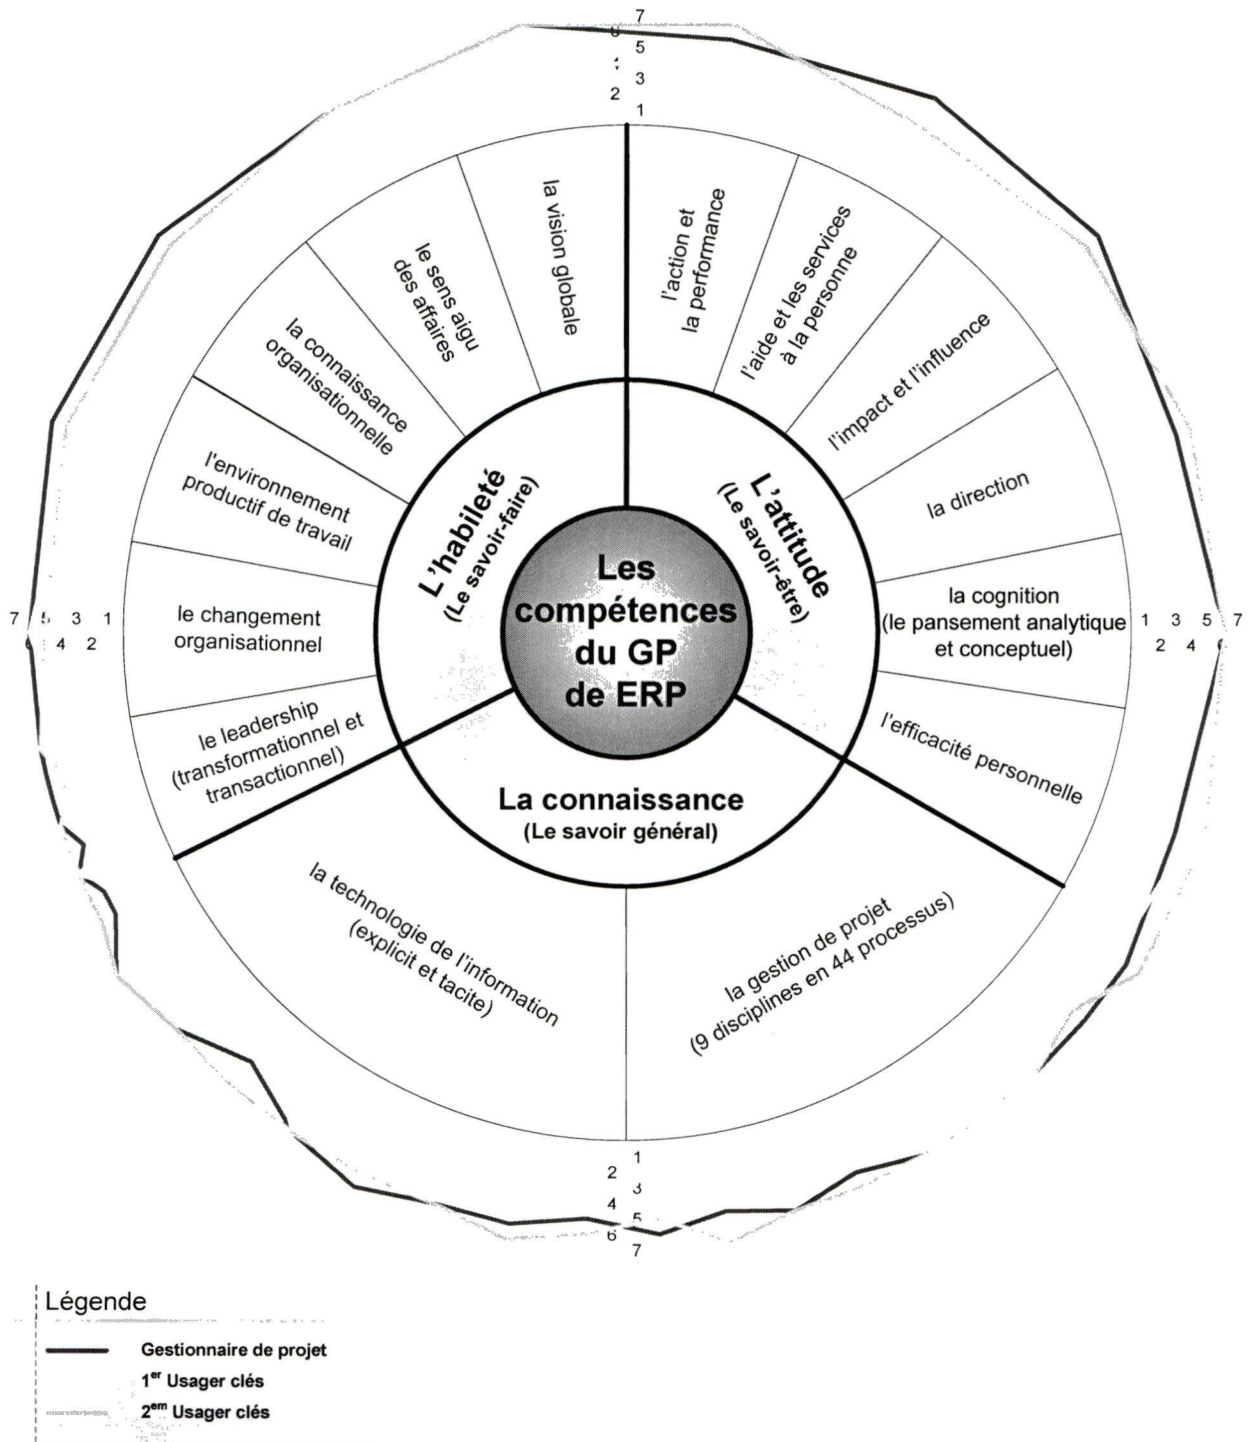 7
6
5
3
2
1
la vision globale
l'action et
la performance
le sens aigu
des affaires
l'aide et les services
à la personne
la connaissance
organisationnelle
l'impact et l'influence
l'environnement
productif de travail
L'habileté
(Le savoir-faire)
L'attitude
(Le savoir-être)
la direction
Les
compétences
du GP
de ERP
7 5 3 1
6 4 2
le changement
organisationnel
la cognition
(le pansement analytique
et conceptuel)
1 3 5 7
2 4 6
le leadership
(transformationnel et
transactionnel)
l'efficacité personnelle
La connaissance
(Le savoir général)
la technologie de l'information
(explicit et tacite)
la gestion de projet
(9 disciplines en 44 processus)
1
2
3
4
5
6
7
Légende
Gestionnaire de projet
1er Usager clés
2em Usager clés